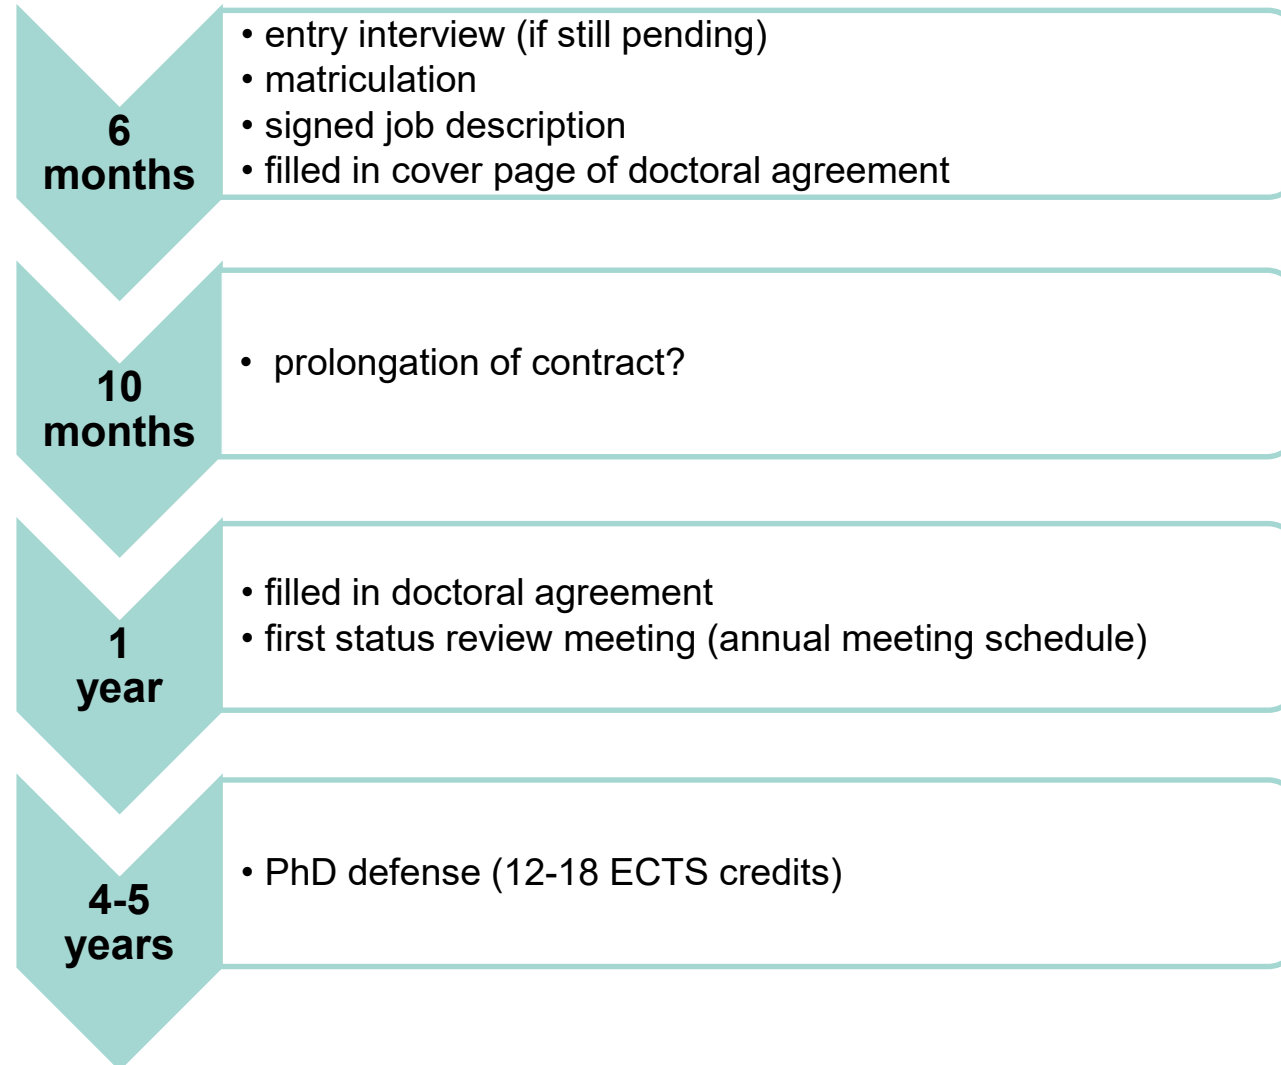 6
months
• entry interview (if still pending)
• matriculation
• signed job description
• filled in cover page of doctoral agreement
10
months
• prolongation of contract?
1
year
• filled in doctoral agreement
• first status review meeting (annual meeting schedule)
4-5
years
• PhD defense (12-18 ECTS credits)